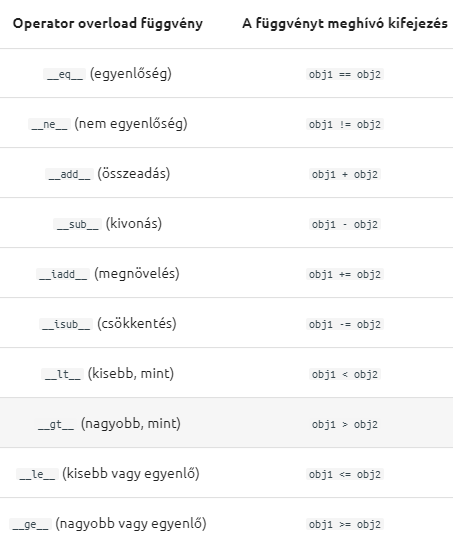 Operator overload függvény A függvényt meghívó kifejezés
__eq__ (egyenlőség) obj1 == obj2
__ne__ (nem egyenlőség) obj1 != obj2
__add__ (összeadás) obj1 + obj2
__sub__ (kivonás) obj1 - obj2
__iadd__ (megnövelés) obj1 += obj2
__isub__ (csökkentés) obj1 -= obj2
__lt__ (kisebb, mint) obj1 < obj2
__gt__ (nagyobb, mint) obj1 > obj2
__le__ (kisebb vagy egyenlő) obj1 <= obj2
__ge__ (nagyobb vagy egyenlő) obj1 >= obj2